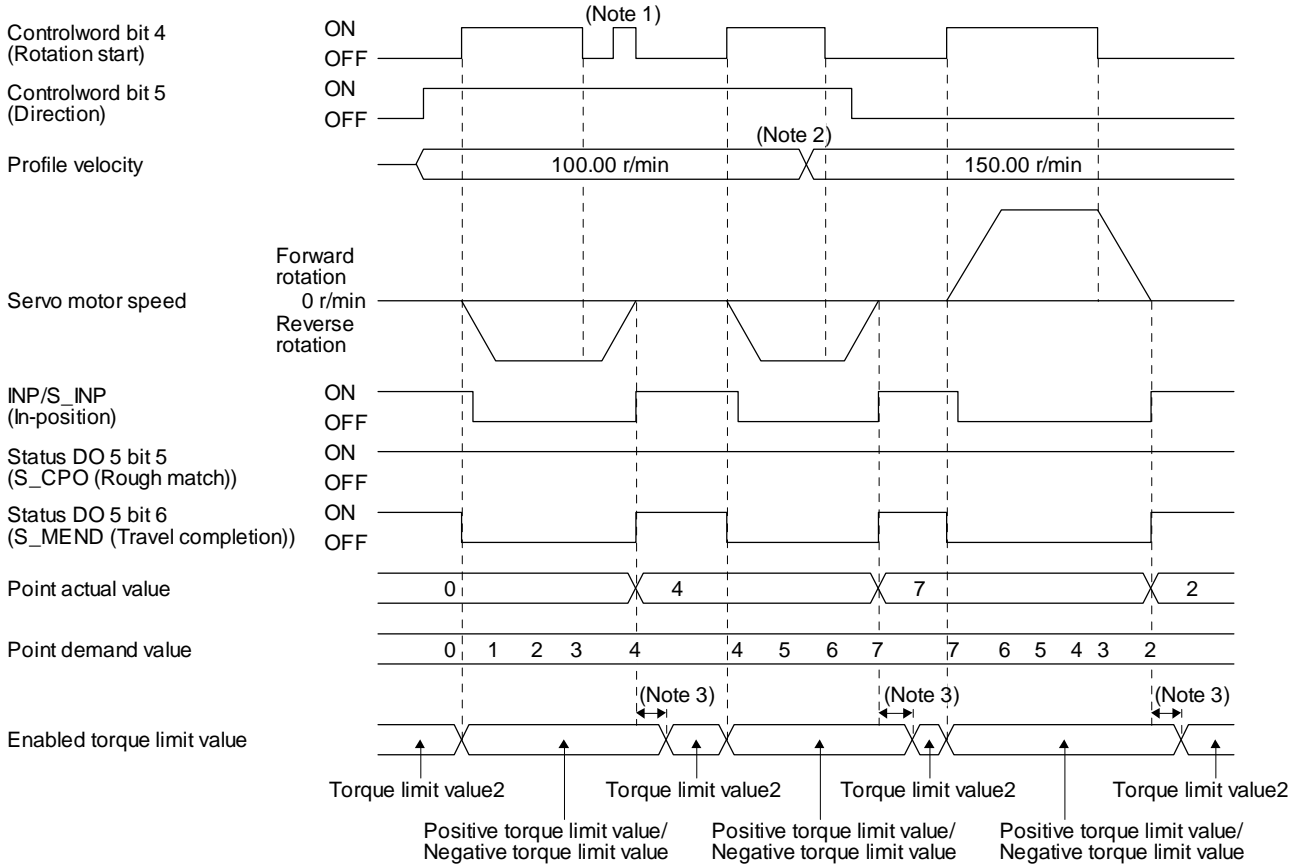 (Note 1)
Controlword bit 4
(Rotation start)
ON
OFF
Controlword bit 5
(Direction)
ON
OFF
(Note 2)
Profile velocity
100.00 r/min
150.00 r/min
Servo motor speed
Forward
rotation
0 r/min
Reverse
rotation
INP/S_INP
(In-position)
ON
OFF
Status DO 5 bit 5
(S_CPO (Rough match))
ON
OFF
Status DO 5 bit 6
(S_MEND (Travel completion))
ON
OFF
Point actual value
0 4 7 2
Point demand value
0 1 2 3 4 4 5 6 7 7 6 5 4 3 2
(Note 3) (Note 3) (Note 3)
Enabled torque limit value
Torque limit value2 Torque limit value2 Torque limit value2 Torque limit value2
Positive torque limit value/ Positive torque limit value/ Positive torque limit value/
Negative torque limit value Negative torque limit value Negative torque limit value